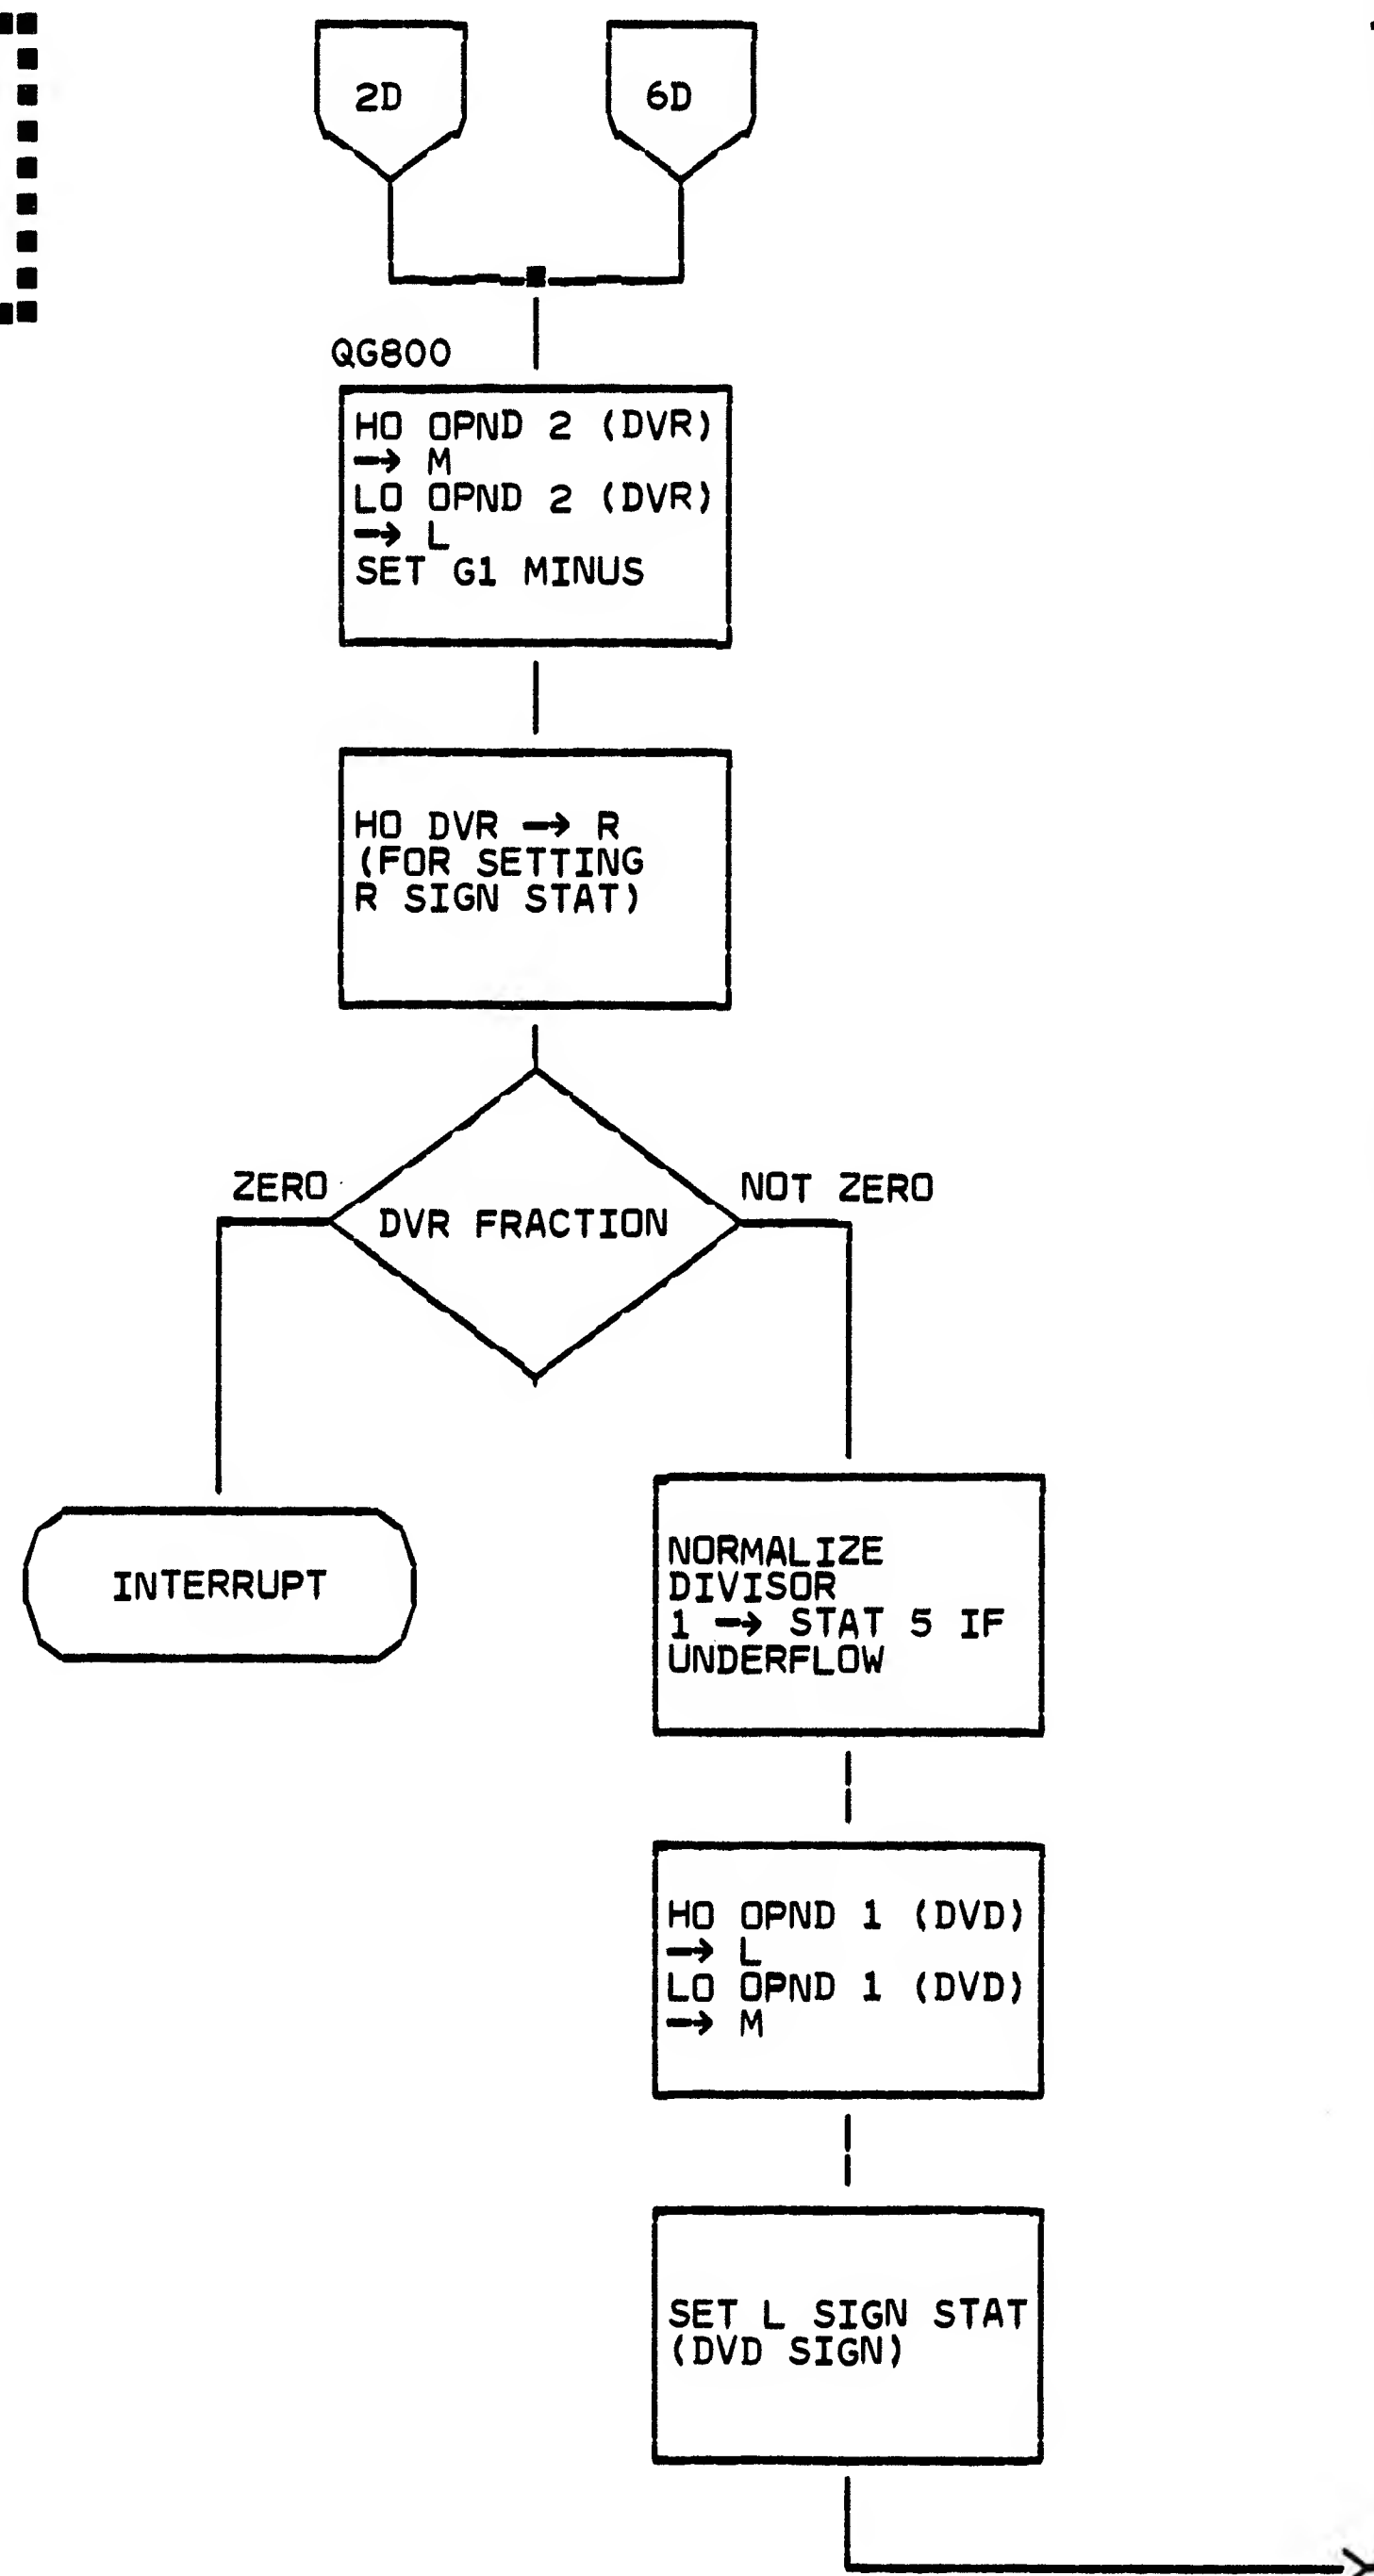 2D
6D
QG800
HO OPND 2 (DVR)
→ M
LO OPND 2 (DVR)
→ L
SET G1 MINUS
HO DVR → R
(FOR SETTING
R SIGN STAT)
ZERO
NOT ZERO
DVR FRACTION
INTERRUPT
NORMALIZE
DIVISOR
1 → STAT 5 IF
UNDERFLOW
HO OPND 1 (DVD)
→ L
LO OPND 1 (DVD)
→ M
SET L SIGN STAT
(DVD SIGN)